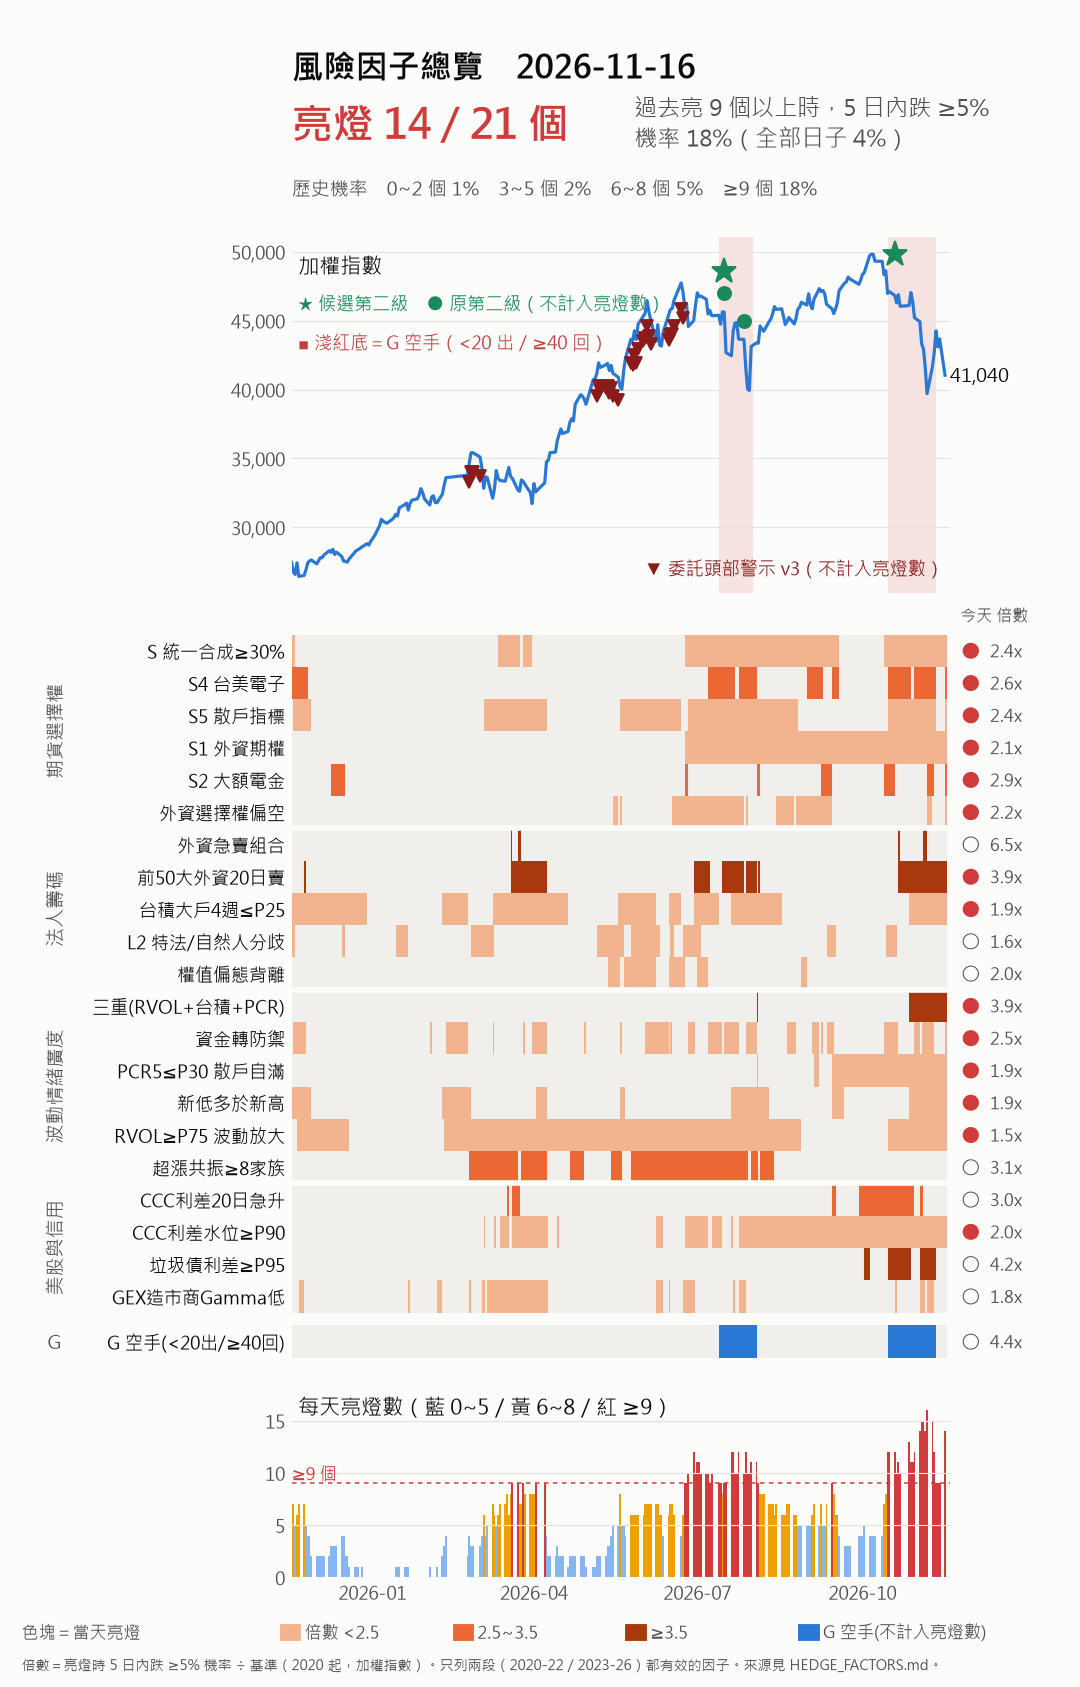 風險因子總覽 2026-11-16
亮燈 14 / 21 個
過去亮 9 個以上時，5 日內跌 ≥5%
機率 18%（全部日子 4%）
歷史機率 0~2 個 1% 3~5 個 2% 6~8 個 5% ≥9 個 18%
加權指數
★ 候選第二級 ● 原第二級（不計入亮燈數）
■ 淺紅底＝G 空手（<20 出 / ≥40 回）
50,000
45,000
40,000
35,000
30,000
41,040
▼ 委託頭部警示 v3（不計入亮燈數）
今天 倍數
期貨選擇權
S 統一合成≥30% 2.4x
S4 台美電子 2.6x
S5 散戶指標 2.4x
S1 外資期權 2.1x
S2 大額電金 2.9x
外資選擇權偏空 2.2x
法人籌碼
外資急賣組合 6.5x
前50大外資20日賣 3.9x
台積大戶4週≤P25 1.9x
L2 特法/自然人分歧 1.6x
權值偏態背離 2.0x
波動情緒廣度
三重(RVOL+台積+PCR) 3.9x
資金轉防禦 2.5x
PCR5≤P30 散戶自滿 1.9x
新低多於新高 1.9x
RVOL≥P75 波動放大 1.5x
超漲共振≥8家族 3.1x
美股與信用
CCC利差20日急升 3.0x
CCC利差水位≥P90 2.0x
垃圾債利差≥P95 4.2x
GEX造市商Gamma低 1.8x
G
G 空手(<20出/≥40回) 4.4x
每天亮燈數（藍 0~5 / 黃 6~8 / 紅 ≥9）
15
10
≥9 個
5
0
2026-01 2026-04 2026-07 2026-10
色塊＝當天亮燈 倍數 <2.5 2.5~3.5 ≥3.5 G 空手(不計入亮燈數)
倍數＝亮燈時 5 日內跌 ≥5% 機率 ÷ 基準（2020 起，加權指數）。只列兩段（2020-22 / 2023-26）都有效的因子。來源見 HEDGE_FACTORS.md。